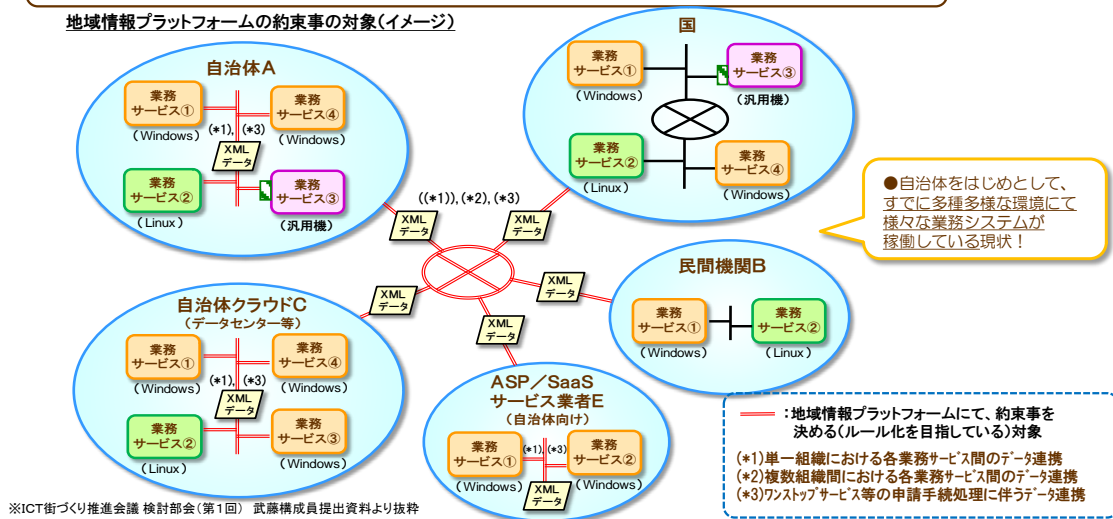 地域情報プラットフォームの約束事の対象(イメージ)
自治体A
業務
サービス①
(Windows)
(*1), (*3)
業務
サービス④
(Windows)
XML
データ
業務
サービス②
(Linux)
業務
サービス③
(汎用機)
国
業務
サービス①
(Windows)
業務
サービス③
(汎用機)
業務
サービス②
(Linux)
業務
サービス④
(Windows)
●自治体をはじめとして、
すでに多種多様な環境にて
様々な業務システムが
稼働している現状！
((*1)),(*2),(*3)
XML
データ
XML
データ
XML
データ
XML
データ
XML
データ
民間機関B
業務
サービス①
(Windows)
業務
サービス②
(Linux)
自治体クラウドC
(データセンター等)
業務
サービス①
(Windows)
(*1), (*3)
業務
サービス④
(Windows)
XML
データ
業務
サービス②
(Linux)
業務
サービス③
(Windows)
ASP／SaaS
サービス業者E
(自治体向け)
業務
サービス①
(Windows)
(*1), (*3)
業務
サービス②
(Windows)
XML
データ
：地域情報プラットフォームにて、約束事を
決める(ルール化を目指している)対象
(*1)単一組織における各業務サービス間のデータ連携
(*2)複数組織間における各業務サービス間のデータ連携
(*3)ワンストップサービス等の申請手続処理に伴うデータ連携
※ICT街づくり推進会議 検討部会(第1回) 武藤構成員提出資料より抜粋